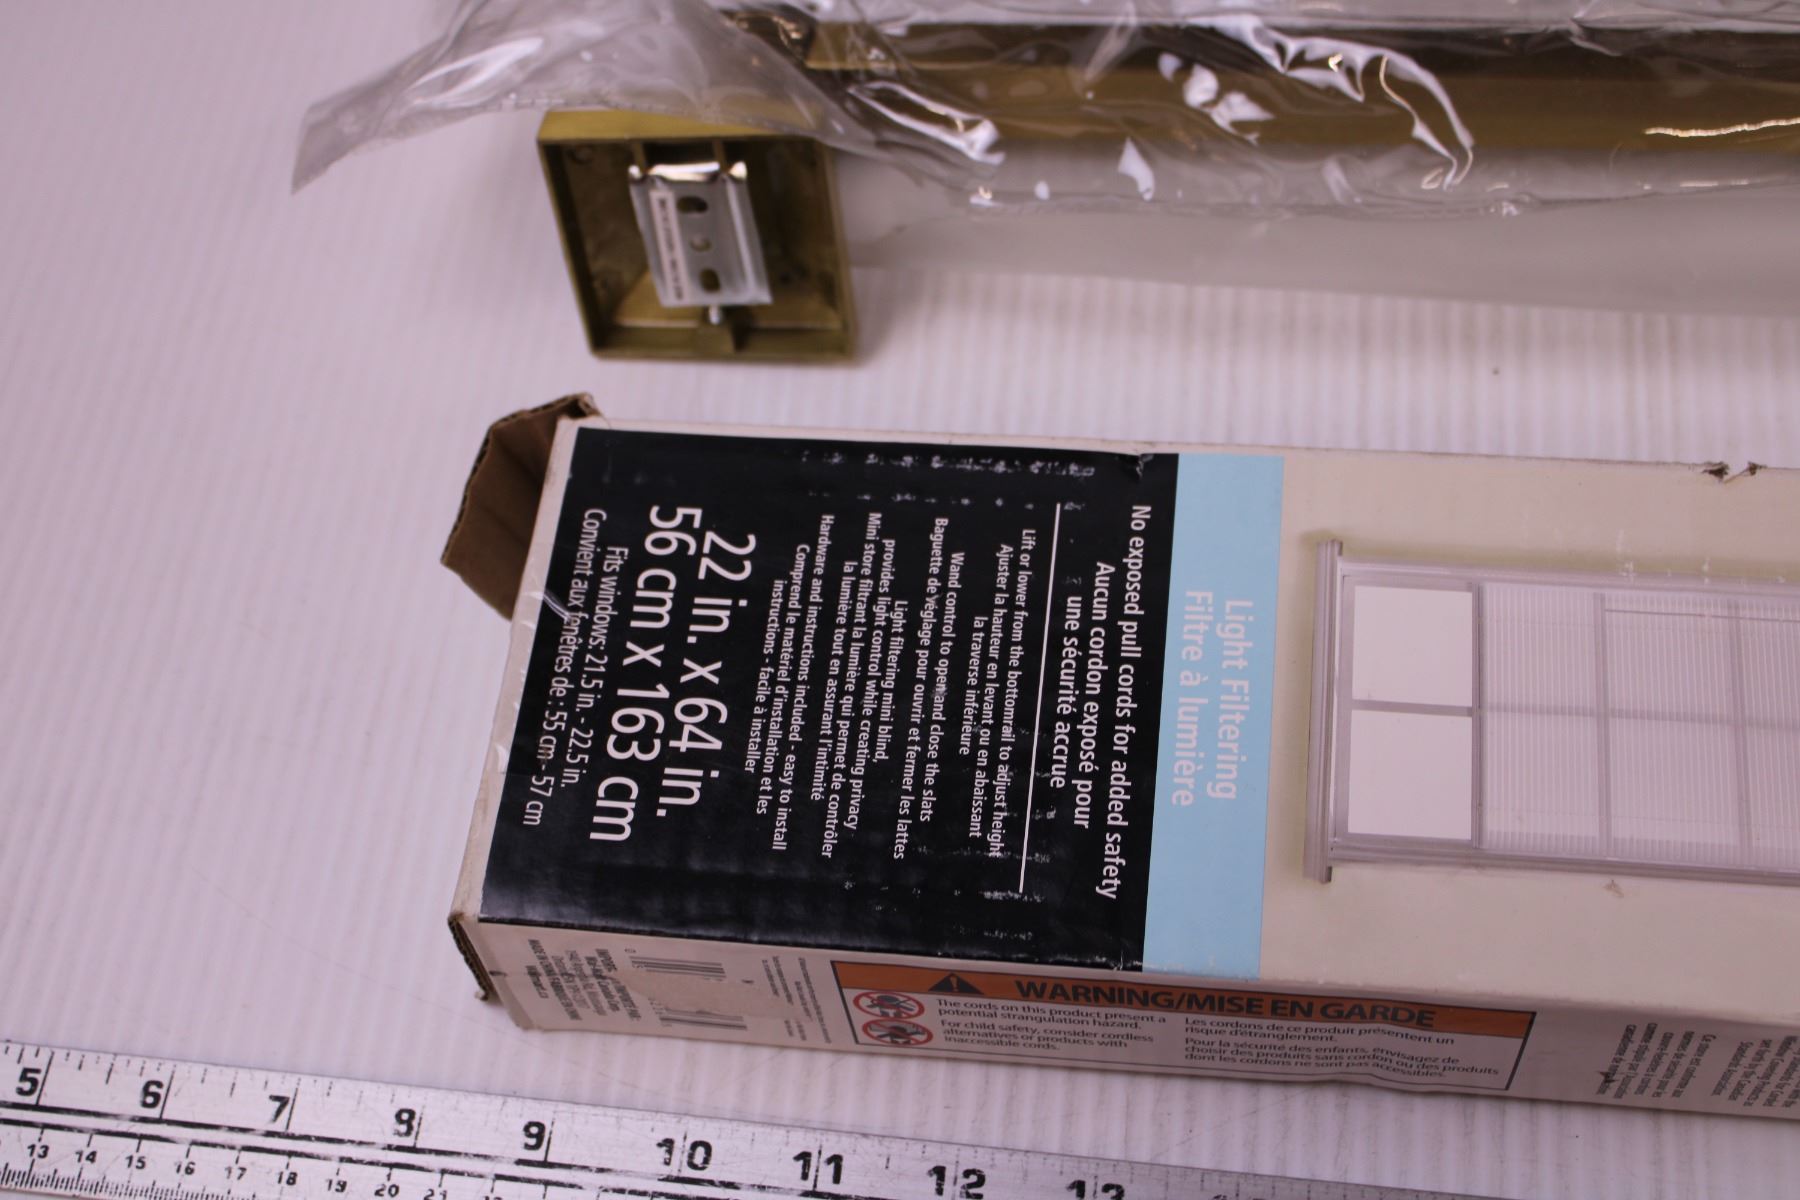 Light Filtering
Filtre à lumière
No exposed pull cords for added safety
Aucun cordon exposé pour
une sécurité accrue
Lift or lower from the bottomrail to adjust height
Ajuster la hauteur en levant ou en abaissant
la traverse inférieure
Wand control to open and close the slats
Baguette de réglage pour ouvrir et fermer les lattes
Light filtering mini blind,
provides light control while creating privacy
Mini store filtrant la lumière qui permet de contrôler
la lumière tout en assurant l'intimité
Hardware and instructions included - easy to install
Comprend le matériel d'installation et les
instructions - facile à installer
22 in. x 64 in.
56 cm x 163 cm
Fits windows: 21.5 in. - 22.5 in.
Convient aux fenêtres de : 55 cm - 57 cm
WARNING/MISE EN GARDE
The cords on this product present a
potential strangulation hazard.
For child safety, consider cordless
alternatives or products with
inaccessible cords.
Les cordons de ce produit présentent un
risque d'étranglement.
Pour la sécurité des enfants, envisagez de
choisir des produits sans cordon ou des produits
dont les cordons ne sont pas accessibles.
5 6 7 8 9 10 11 12 13
13 14 15 16 17 18 19 20 21